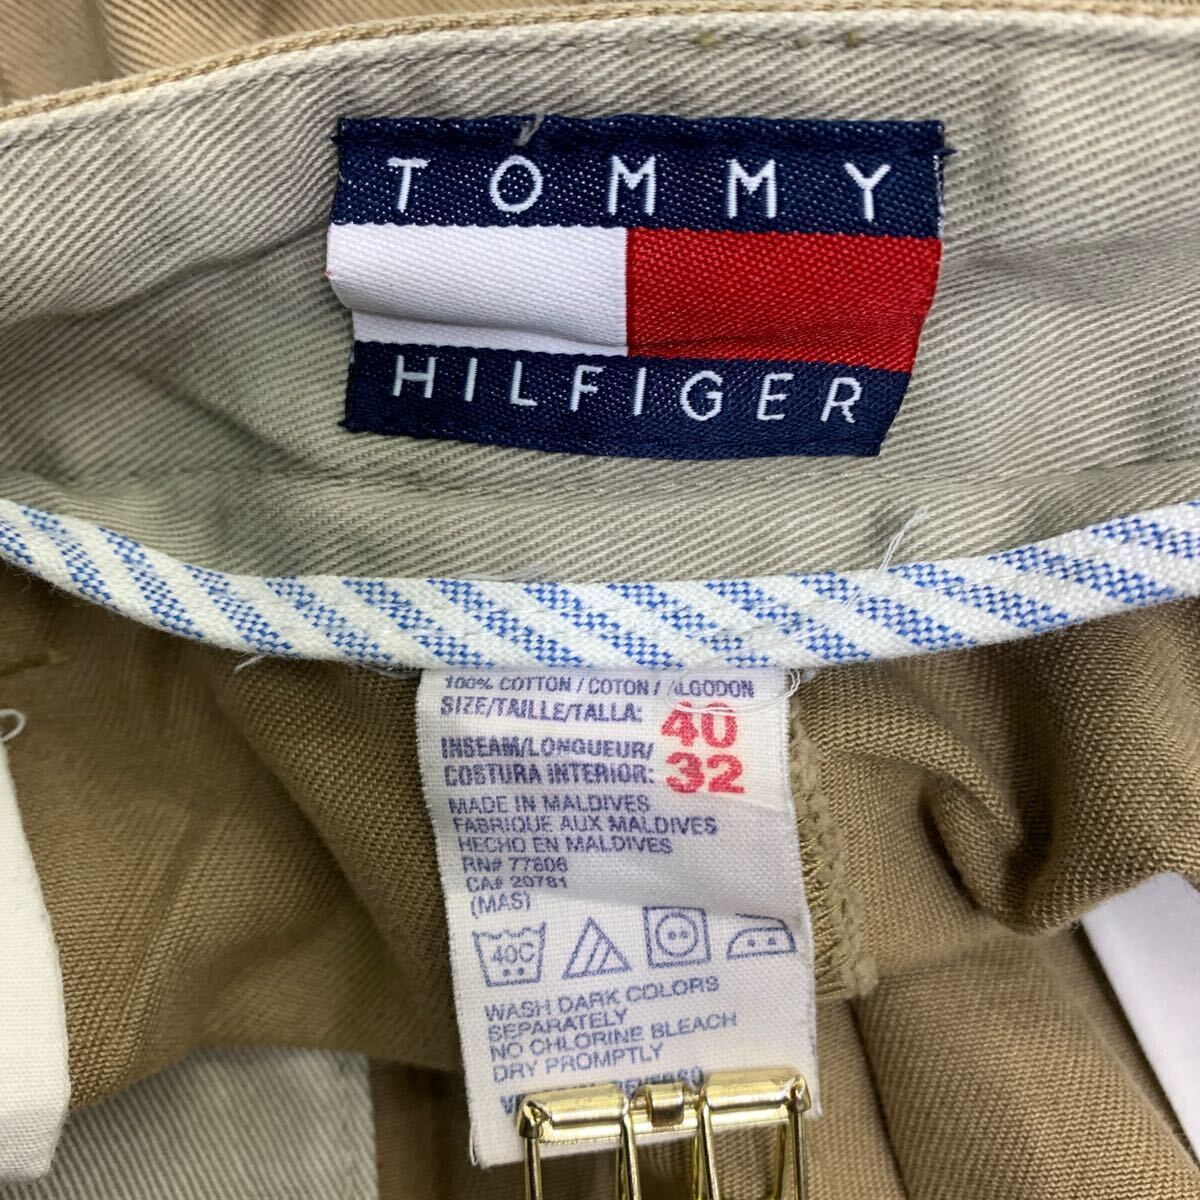 TOMMY
HILFIGER
100% COTTON / COTON / ALGODON
SIZE/TAILLE/TALLA: 40
INSEAM/LONGUEUR/
COSTURA INTERIOR: 32
MADE IN MALDIVES
FABRIQUE AUX MALDIVES
HECHO EN MALDIVES
RN# 77806
CA# 20781
(MAS)
40C
WASH DARK COLORS
SEPARATELY
NO CHLORINE BLEACH
DRY PROMPTLY